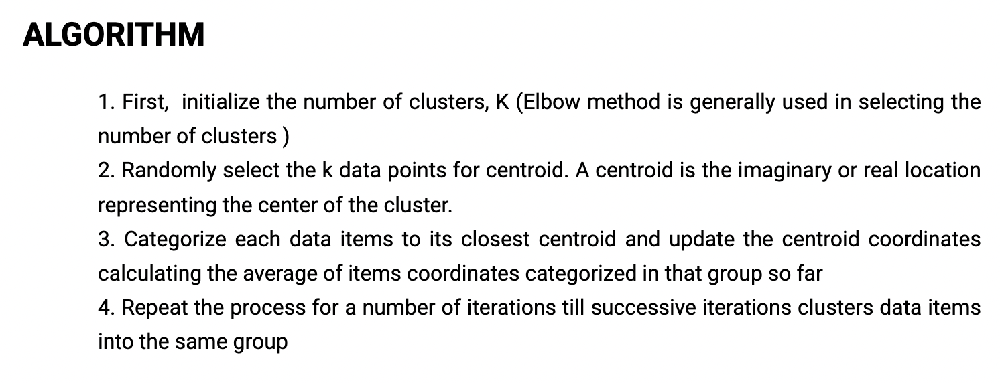 ALGORITHM
1. First,  initialize the number of clusters, K (Elbow method is generally used in selecting the
number of clusters )
2. Randomly select the k data points for centroid. A centroid is the imaginary or real location
representing the center of the cluster.
3. Categorize each data items to its closest centroid and update the centroid coordinates
calculating the average of items coordinates categorized in that group so far
4. Repeat the process for a number of iterations till successive iterations clusters data items
into the same group